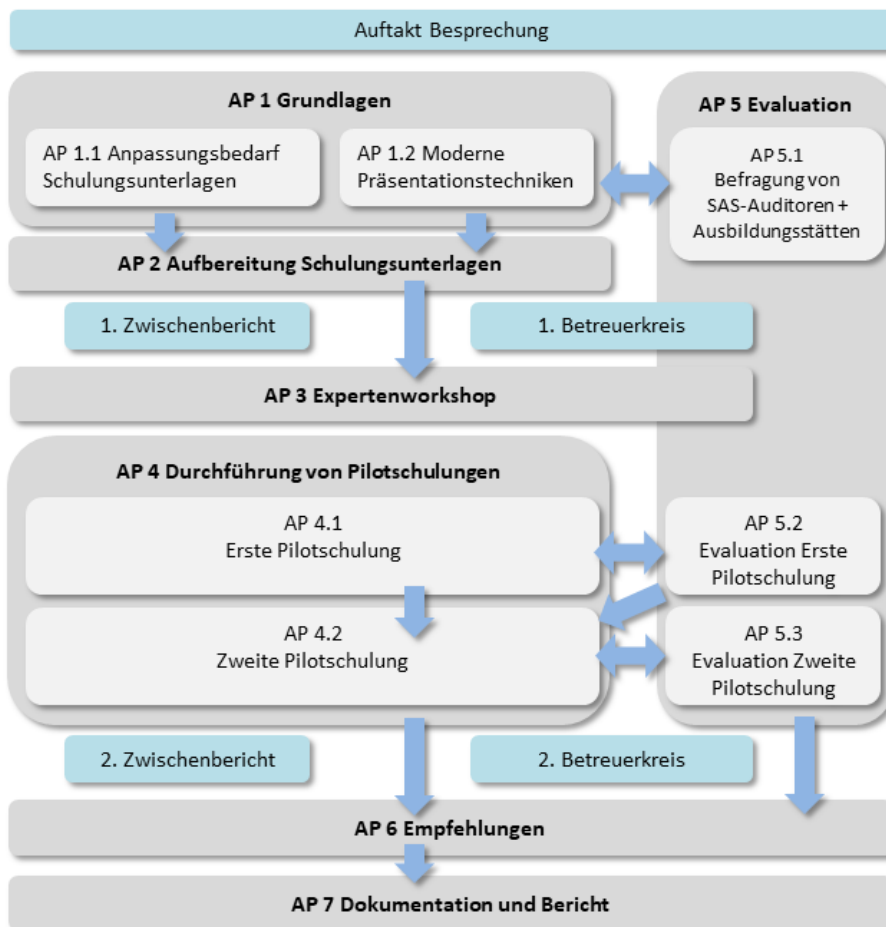 Auftakt Besprechung
AP 1 Grundlagen
AP 1.1 Anpassungsbedarf
Schulungsunterlagen
AP 1.2 Moderne
Präsentationstechniken
AP 5 Evaluation
AP 5.1
Befragung von
SAS-Auditoren +
Ausbildungsstätten
AP 2 Aufbereitung Schulungsunterlagen
1. Zwischenbericht
1. Betreuerkreis
AP 3 Expertenworkshop
AP 4 Durchführung von Pilotschulungen
AP 4.1
Erste Pilotschulung
AP 5.2
Evaluation Erste
Pilotschulung
AP 4.2
Zweite Pilotschulung
AP 5.3
Evaluation Zweite
Pilotschulung
2. Zwischenbericht
2. Betreuerkreis
AP 6 Empfehlungen
AP 7 Dokumentation und Bericht